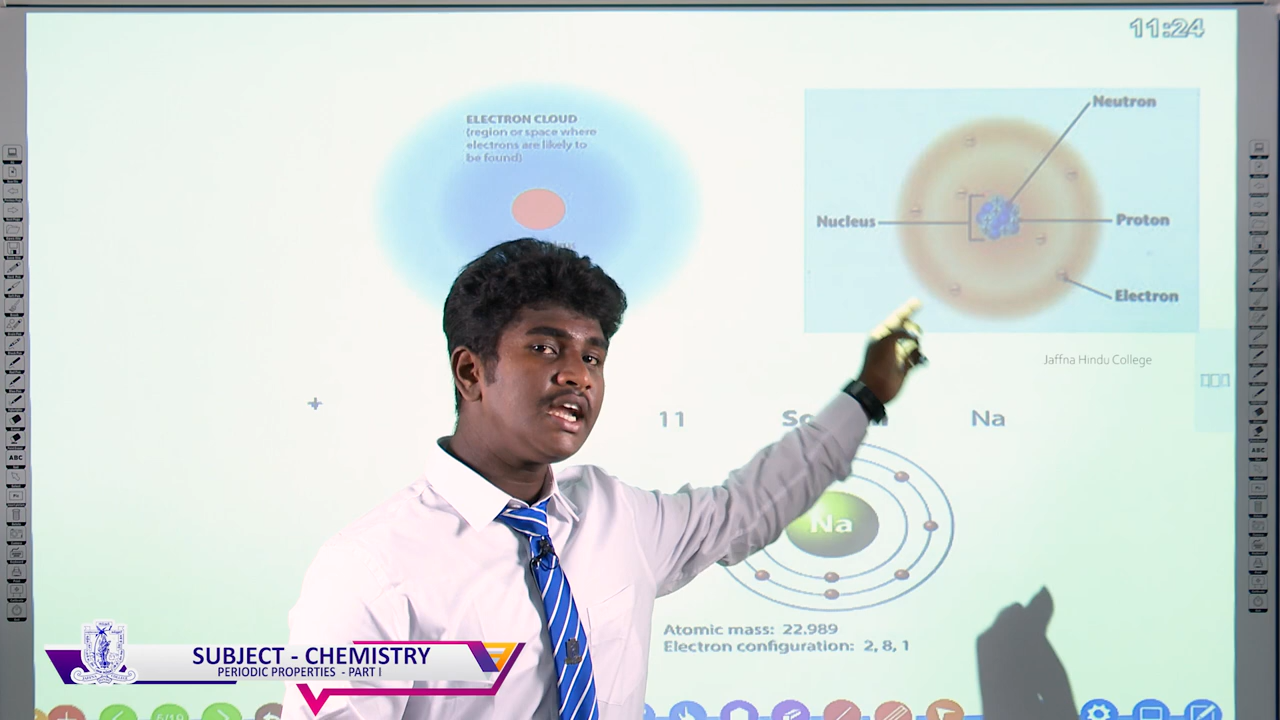 11:24
ELECTRON CLOUD
(region or space where
electrons are likely to
be found)
Neutron
Nucleus
Proton
Electron
Jaffna Hindu College
+
11
Na
Na
Atomic mass: 22.989
Electron configuration: 2, 8, 1
ABC
ABC
SUBJECT - CHEMISTRY
PERIODIC PROPERTIES - PART I